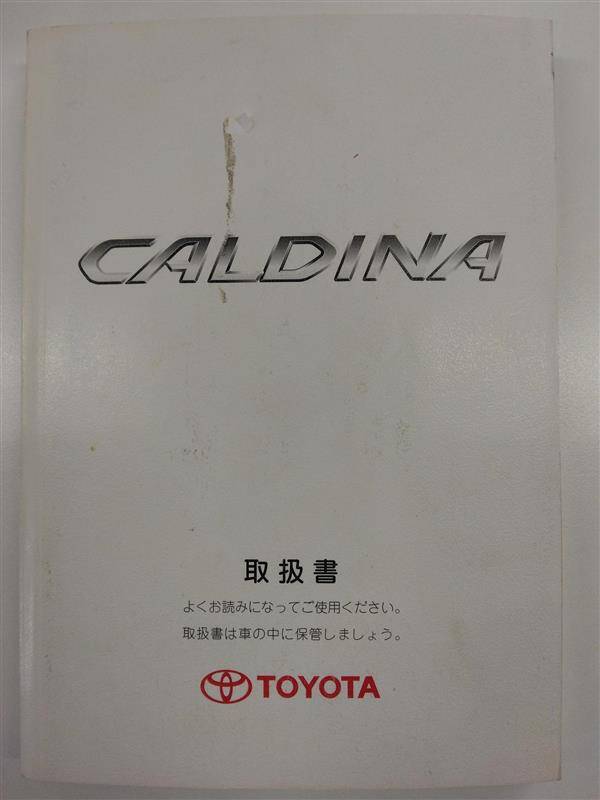 CALDINA
取扱書
よくお読みになってご使用ください。
取扱書は車の中に保管しましょう。
TOYOTA